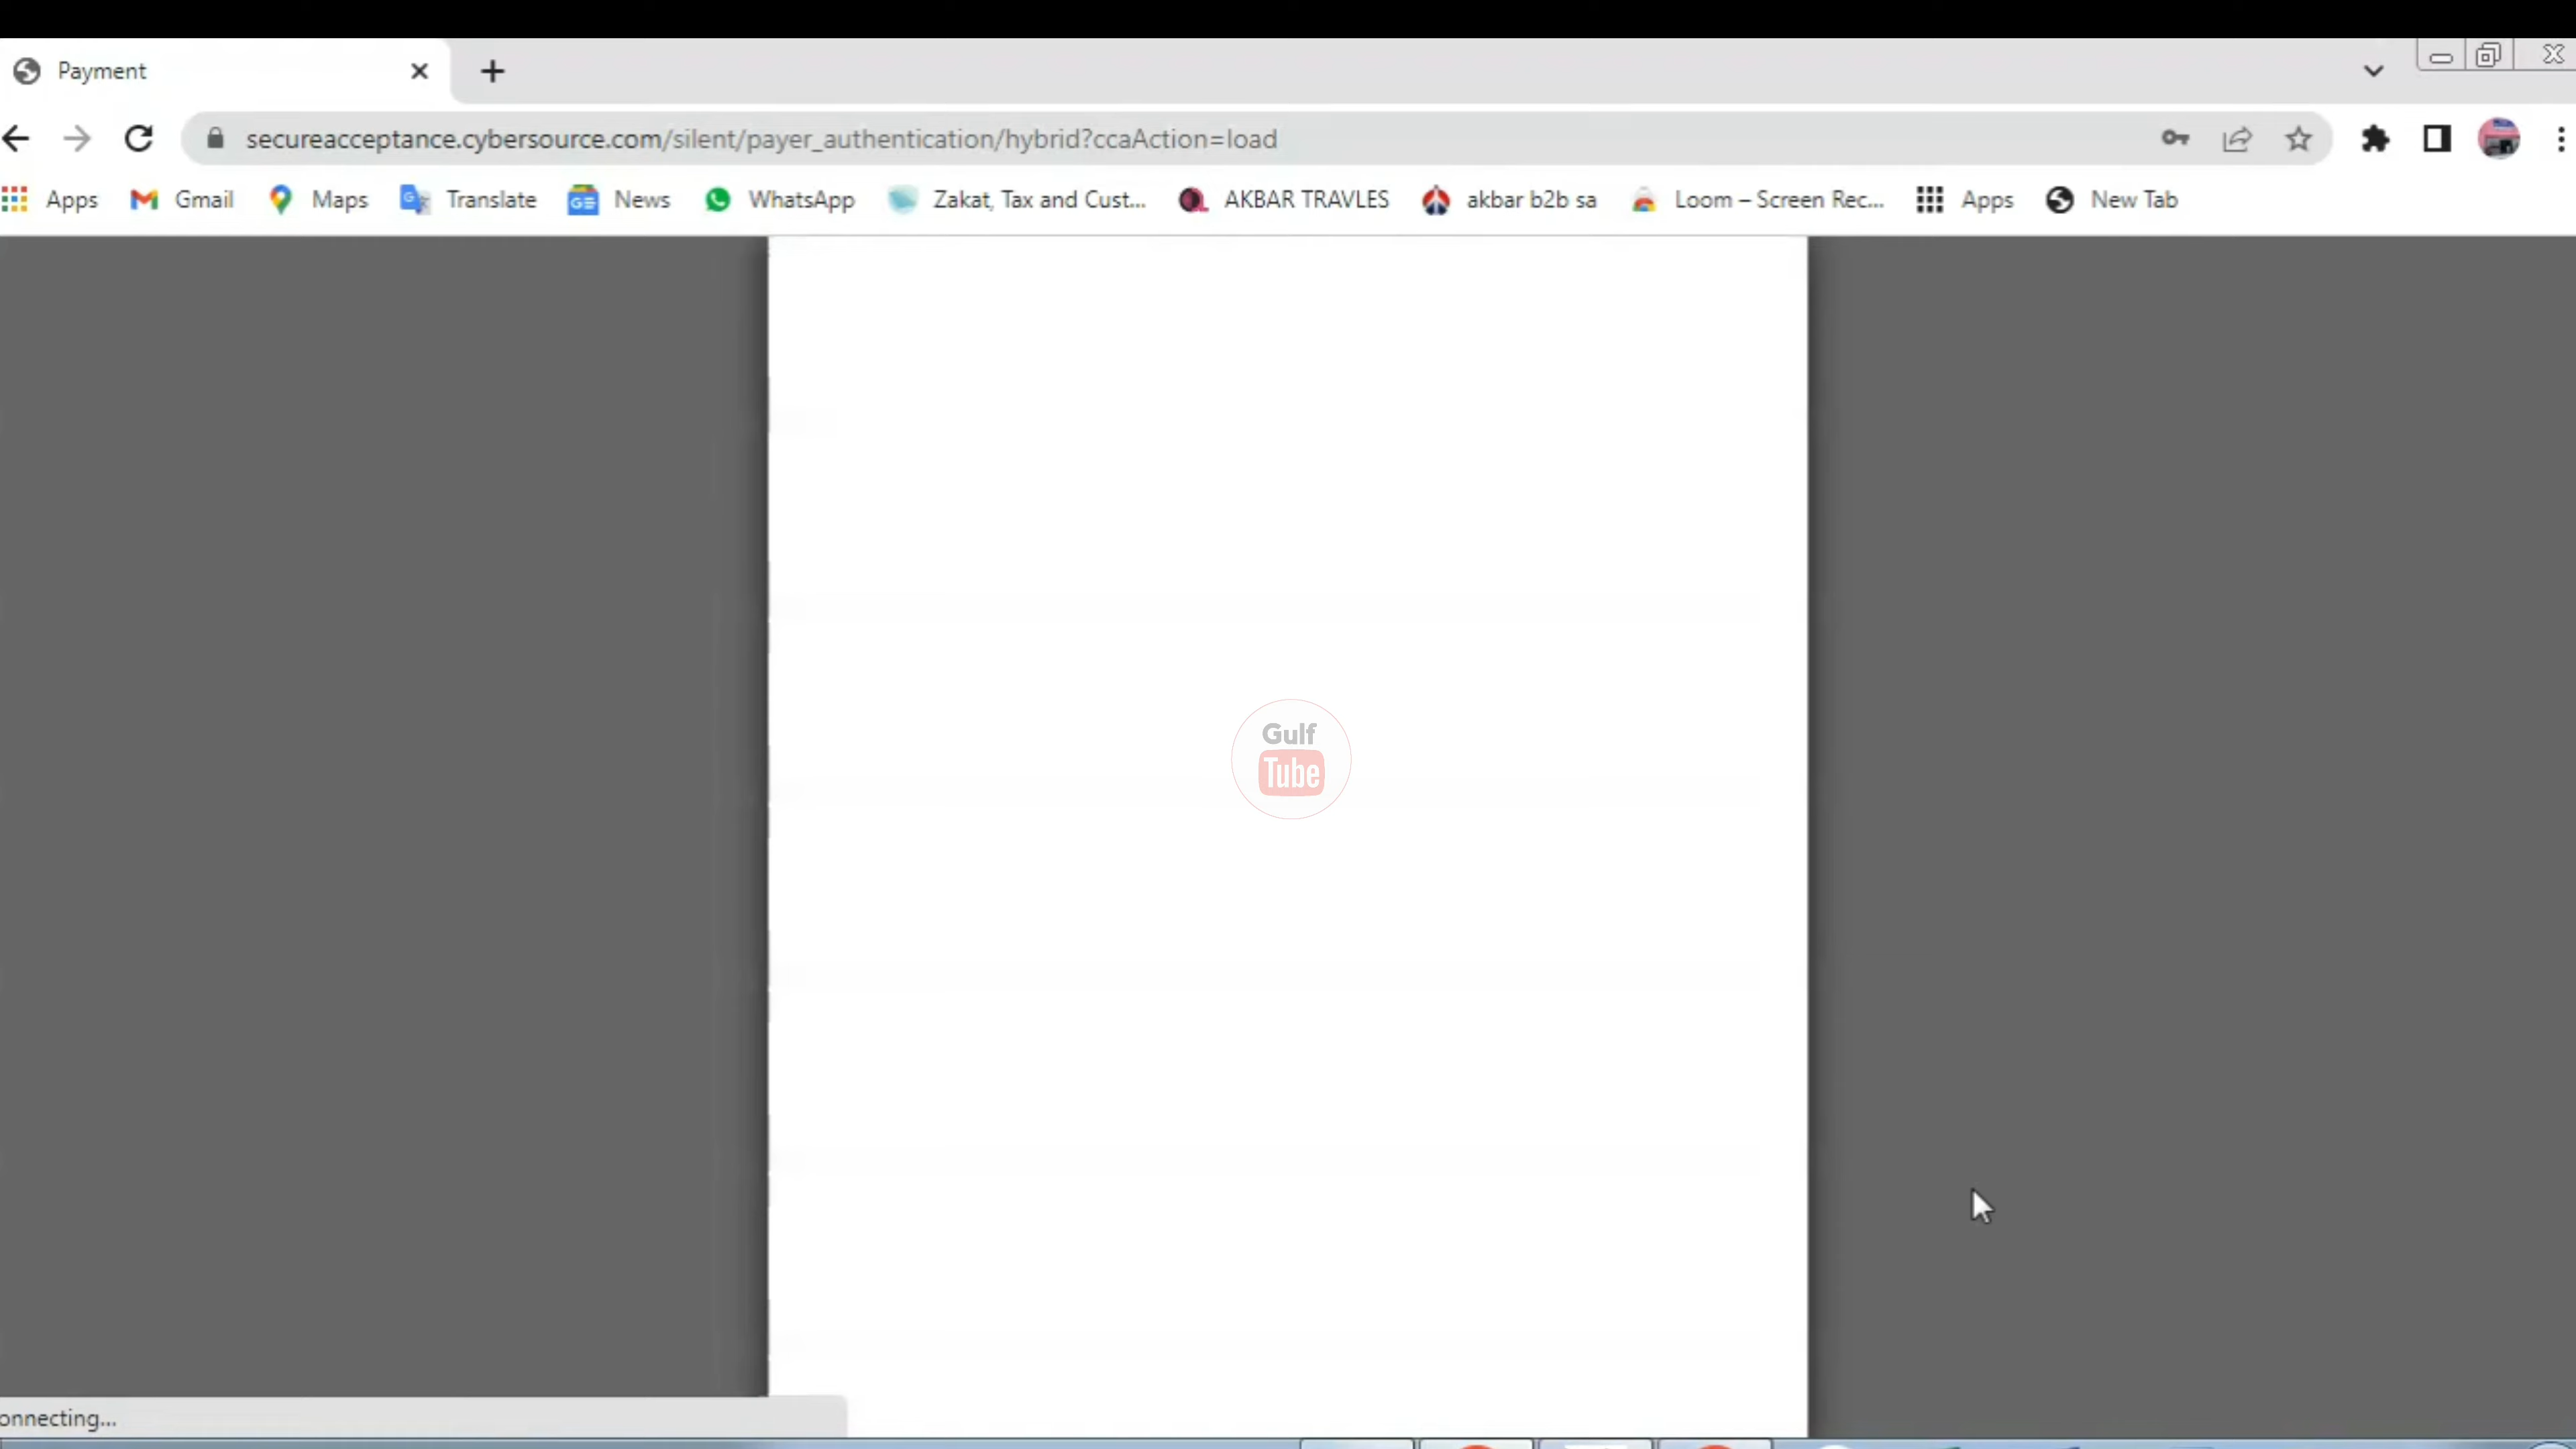 Payment
secureacceptance.cybersource.com/silent/payer_authentication/hybrid?ccaAction=load
Apps Gmail Maps Translate News WhatsApp Zakat, Tax and Cust... AKBAR TRAVLES akbar b2b sa Loom – Screen Rec... Apps New Tab
Gulf
Tube
onnecting...